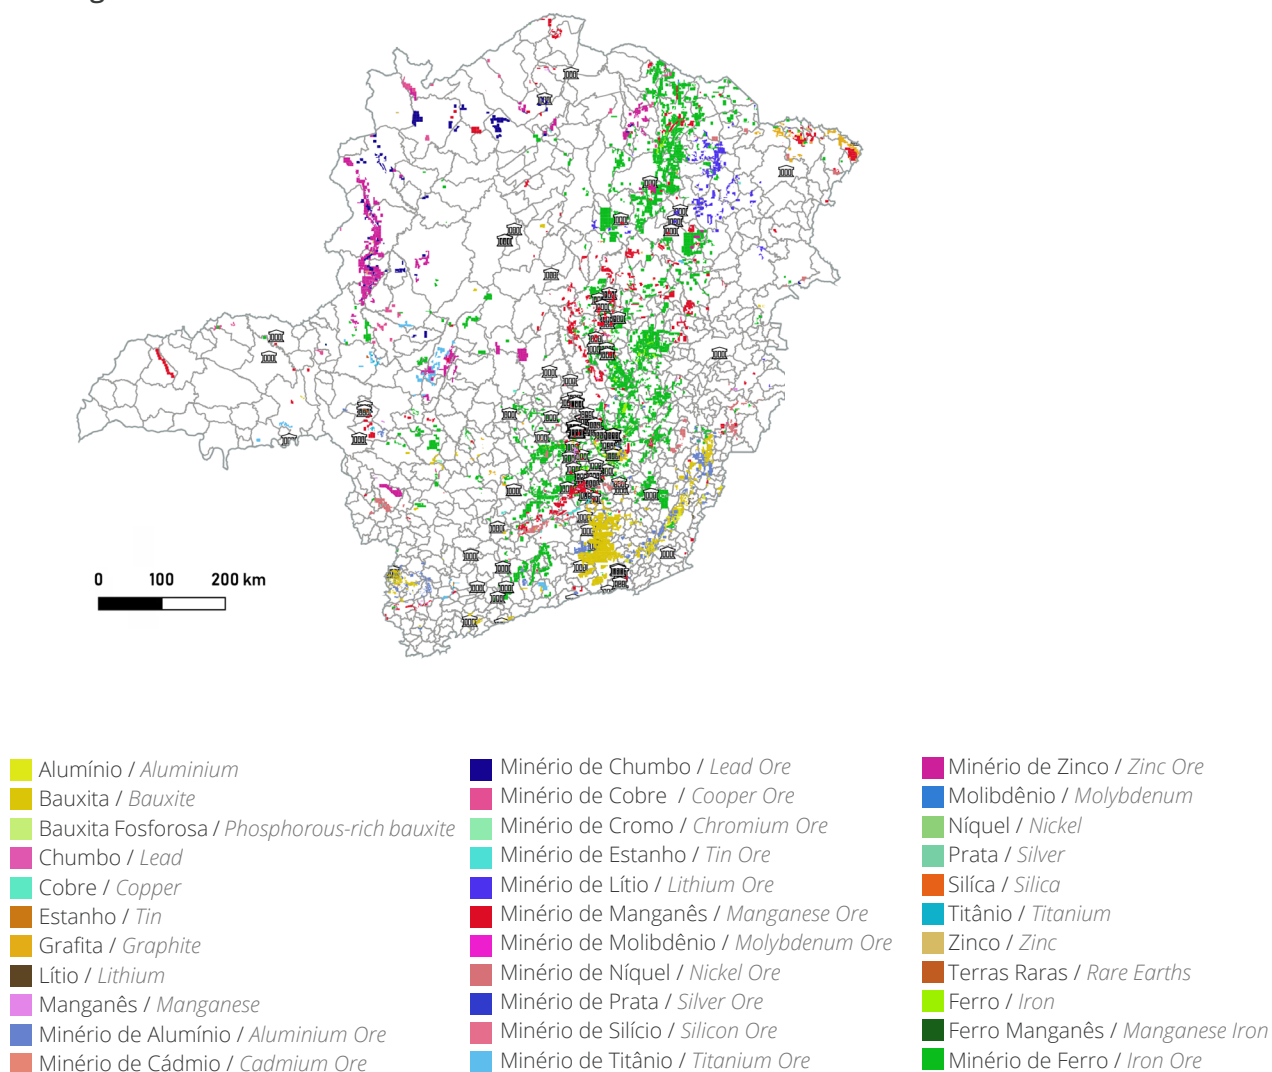 0 100 200 km
Alumínio / Aluminium
Bauxita / Bauxite
Bauxita Fosforosa / Phosphorous-rich bauxite
Chumbo / Lead
Cobre / Copper
Estanho / Tin
Grafita / Graphite
Lítio / Lithium
Manganês / Manganese
Minério de Alumínio / Aluminium Ore
Minério de Cádmio / Cadmium Ore
Minério de Chumbo / Lead Ore
Minério de Cobre / Cooper Ore
Minério de Cromo / Chromium Ore
Minério de Estanho / Tin Ore
Minério de Lítio / Lithium Ore
Minério de Manganês / Manganese Ore
Minério de Molibdênio / Molybdenum Ore
Minério de Níquel / Nickel Ore
Minério de Prata / Silver Ore
Minério de Silício / Silicon Ore
Minério de Titânio / Titanium Ore
Minério de Zinco / Zinc Ore
Molibdênio / Molybdenum
Níquel / Nickel
Prata / Silver
Silíca / Silica
Titânio / Titanium
Zinco / Zinc
Terras Raras / Rare Earths
Ferro / Iron
Ferro Manganês / Manganese Iron
Minério de Ferro / Iron Ore